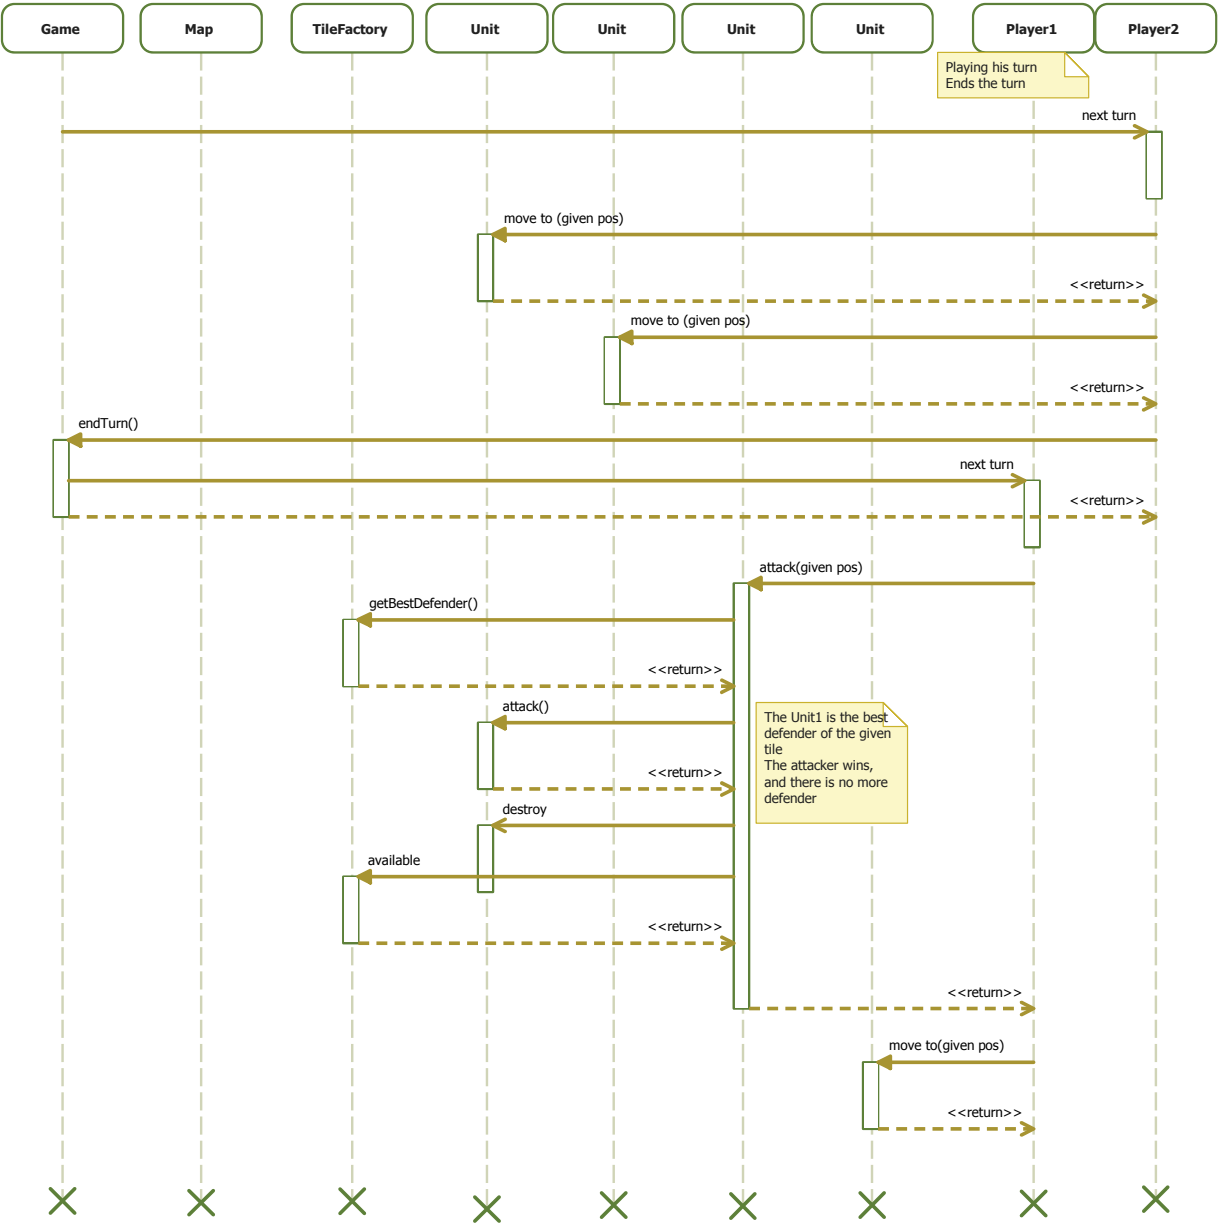 Game
Map
TileFactory
Unit
Unit
Unit
Unit
Player1
Player2
Playing his turn
Ends the turn
next turn
move to (given pos)
<<return>>
move to (given pos)
<<return>>
endTurn()
next turn
<<return>>
attack(given pos)
getBestDefender()
<<return>>
attack()
The Unit1 is the best
defender of the given
tile
The attacker wins,
and there is no more
defender
<<return>>
destroy
available
<<return>>
<<return>>
move to(given pos)
<<return>>